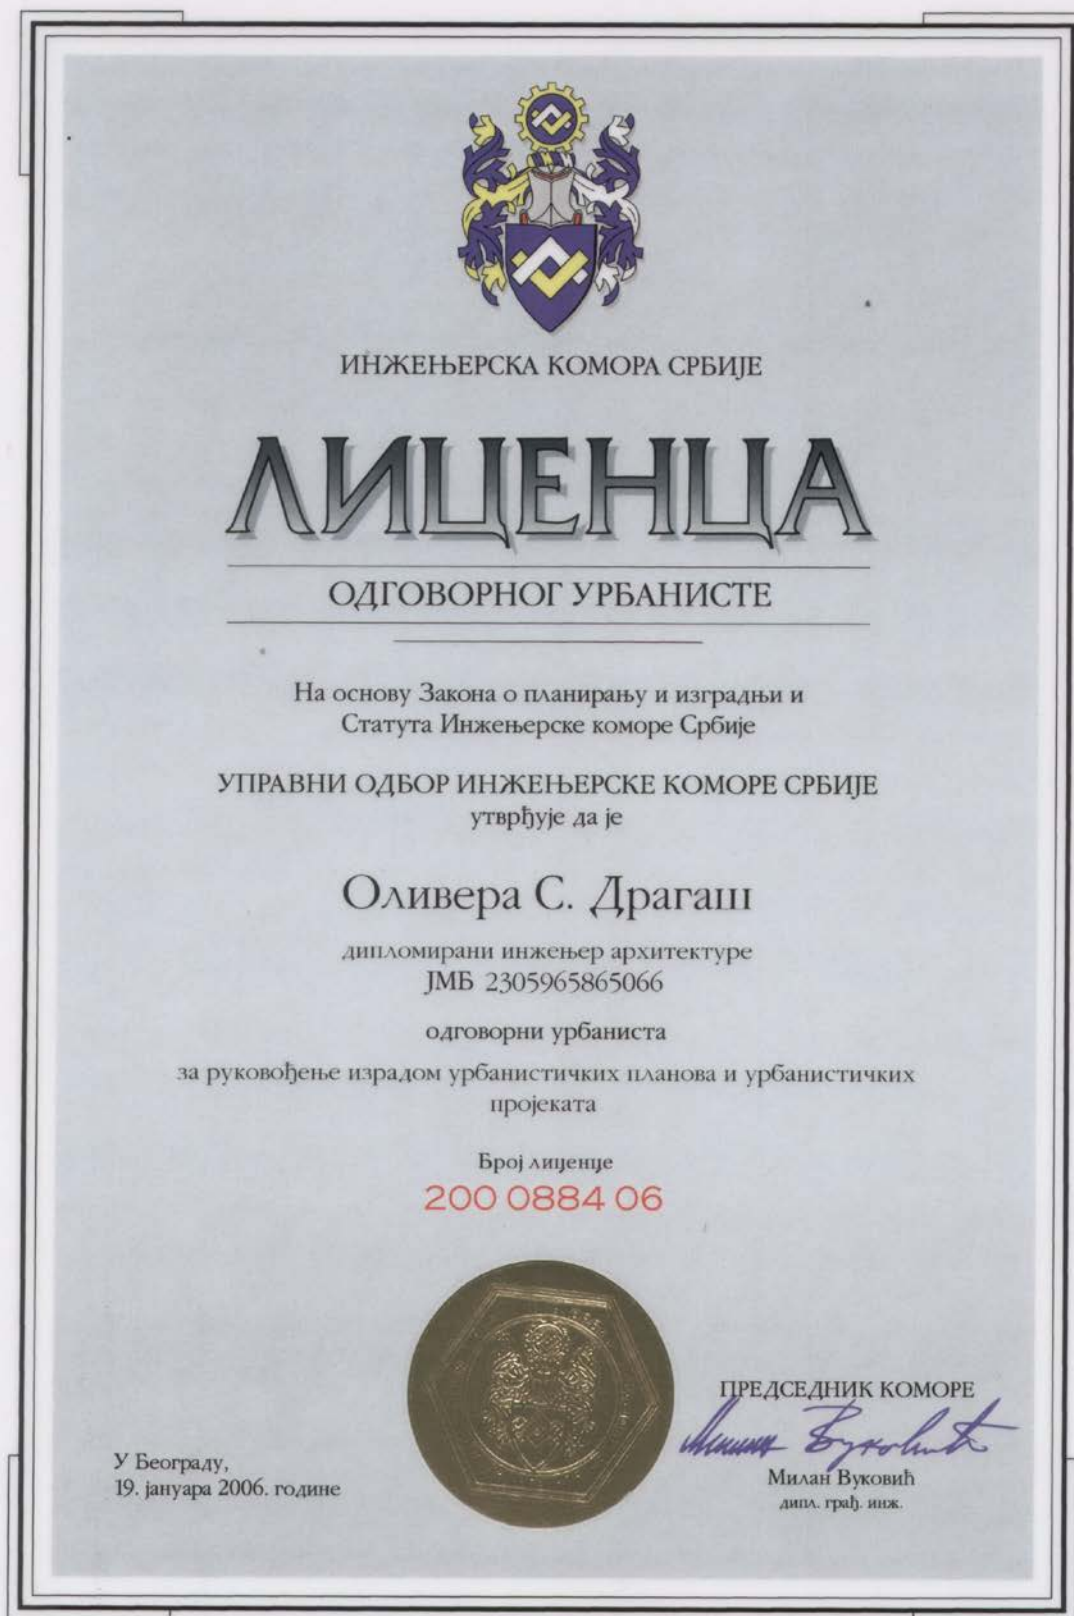 ИНЖЕЊЕРСКА КОМОРА СРБИЈЕ
ЛИЦЕНЦА
ОДГОВОРНОГ УРБАНИСТЕ
На основу Закона о планирању и изградњи и
Статута Инжењерске коморе Србије
УПРАВНИ ОДБОР ИНЖЕЊЕРСКЕ КОМОРЕ СРБИЈЕ
утврђује да је
Оливера С. Драгаш
дипломирани инжењер архитектуре
ЈМБ 2305965865066
одговорни урбаниста
за руковођење израдом урбанистичких планова и урбанистичких
пројеката
Број лиценце
200 0884 06
ПРЕДСЕДНИК КОМОРЕ
Милан Вуковић
Милан Вуковић
дипл. грађ. инж.
У Београду,
19. јануара 2006. године